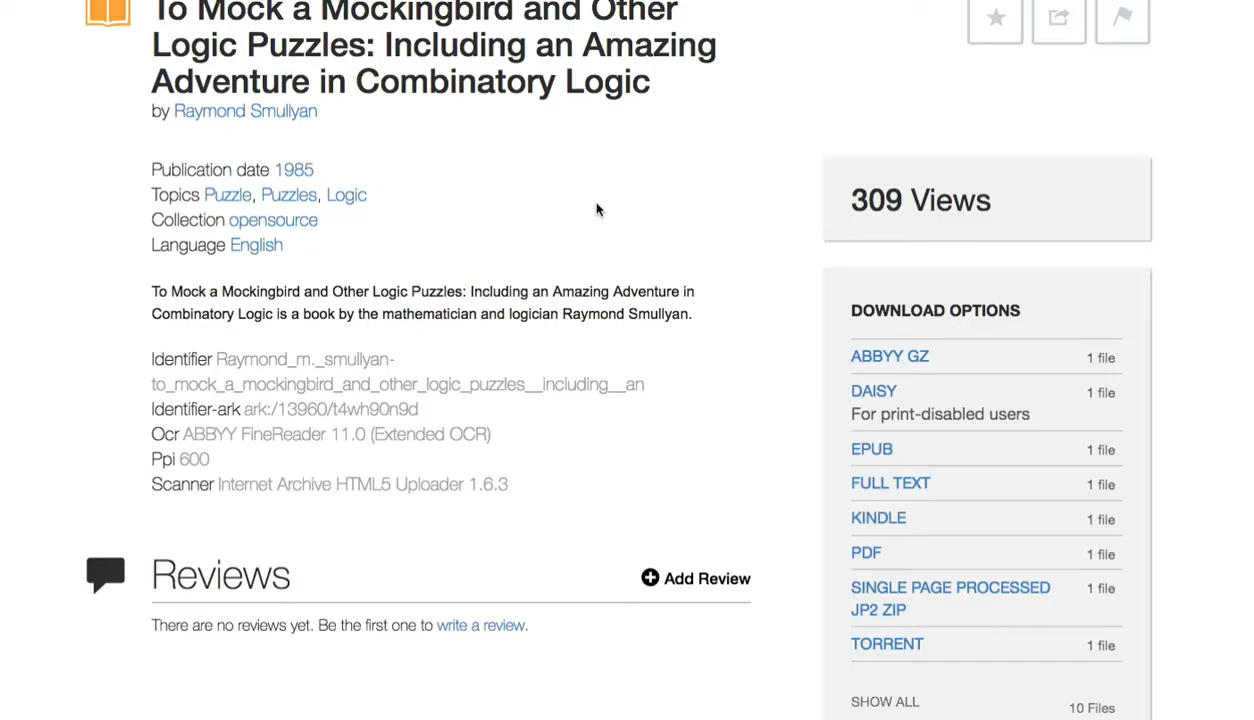 To Mock a Mockingbird and Other
Logic Puzzles: Including an Amazing
Adventure in Combinatory Logic
by Raymond Smullyan
Publication date 1985
Topics Puzzle, Puzzles, Logic
Collection opensource
Language English
To Mock a Mockingbird and Other Logic Puzzles: Including an Amazing Adventure in
Combinatory Logic is a book by the mathematician and logician Raymond Smullyan.
Identifier Raymond_m._smullyan-
to_mock_a_mockingbird_and_other_logic_puzzles__including__an
Identifier-ark ark:/13960/t4wh90n9d
Ocr ABBYY FineReader 11.0 (Extended OCR)
Ppi 600
Scanner Internet Archive HTML5 Uploader 1.6.3
Reviews
Add Review
There are no reviews yet. Be the first one to write a review.
309 Views
DOWNLOAD OPTIONS
ABBYY GZ 1 file
DAISY 1 file
For print-disabled users
EPUB 1 file
FULL TEXT 1 file
KINDLE 1 file
PDF 1 file
SINGLE PAGE PROCESSED 1 file
JP2 ZIP
TORRENT 1 file
SHOW ALL 10 Files